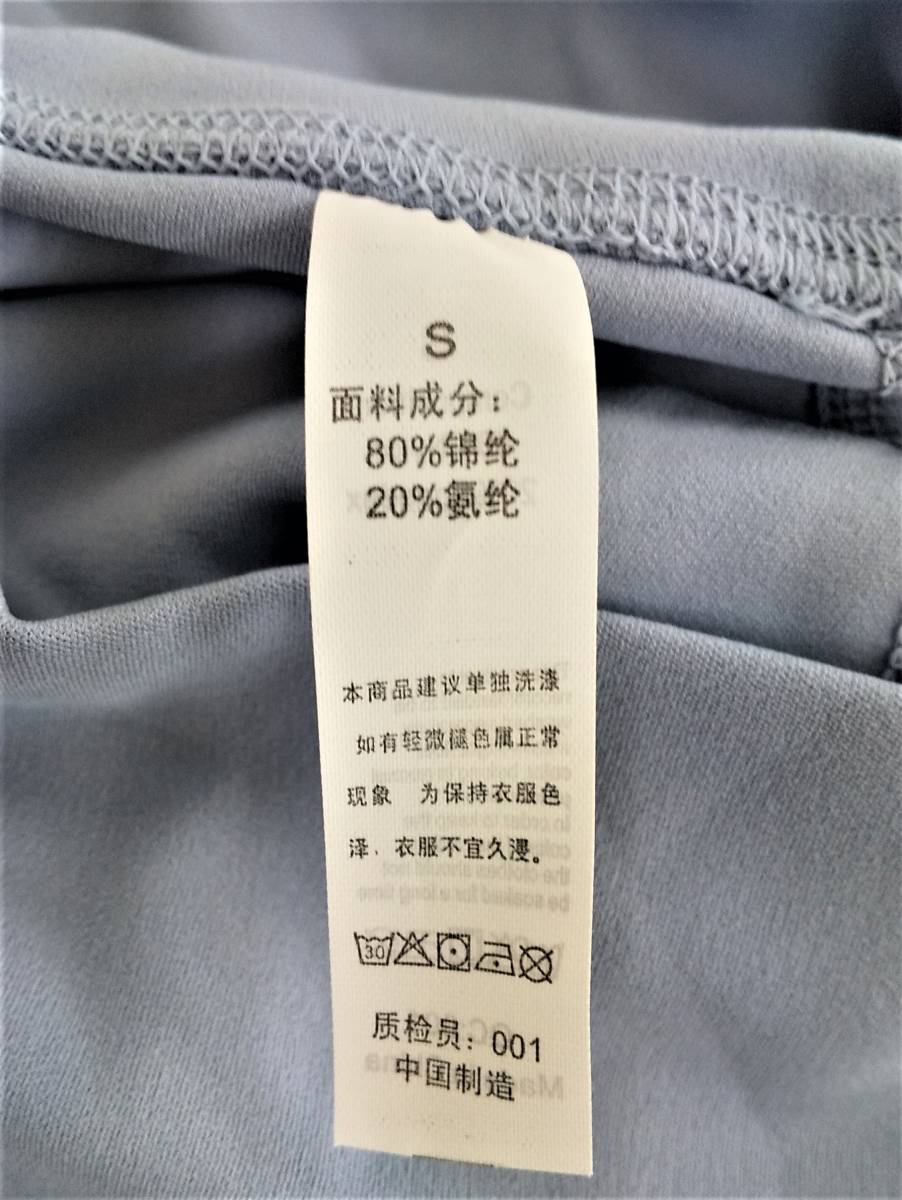 S
面料成分：
80%锦纶
20%氨纶
本商品建议单独洗涤
如有轻微褪色属正常
现象 为保持衣服色
泽，衣服不宜久浸。
30
质检员：001
中国制造